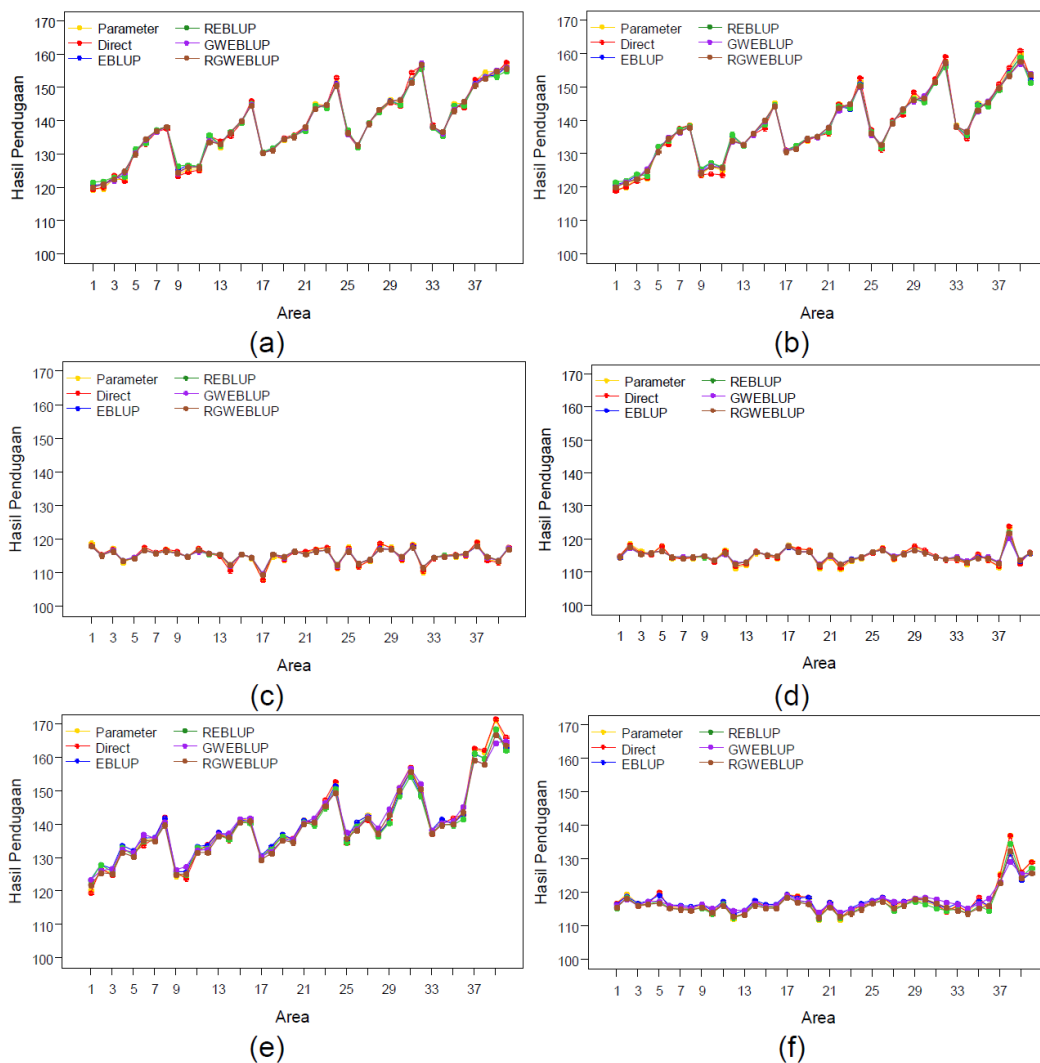 Parameter REBLUP
Direct GWEBLUP
EBLUP RGWEBLUP
Hasil Pendugaan
170
160
150
140
130
120
110
100
1 3 5 7 9 13 17 21 25 29 33 37
Area
(a)
Parameter REBLUP
Direct GWEBLUP
EBLUP RGWEBLUP
Hasil Pendugaan
170
160
150
140
130
120
110
100
1 3 5 7 9 13 17 21 25 29 33 37
Area
(b)
Parameter REBLUP
Direct GWEBLUP
EBLUP RGWEBLUP
Hasil Pendugaan
170
160
150
140
130
120
110
100
1 3 5 7 9 13 17 21 25 29 33 37
Area
(c)
Parameter REBLUP
Direct GWEBLUP
EBLUP RGWEBLUP
Hasil Pendugaan
170
160
150
140
130
120
110
100
1 3 5 7 9 13 17 21 25 29 33 37
Area
(d)
Parameter REBLUP
Direct GWEBLUP
EBLUP RGWEBLUP
Hasil Pendugaan
170
160
150
140
130
120
110
100
1 3 5 7 9 13 17 21 25 29 33 37
Area
(e)
Parameter REBLUP
Direct GWEBLUP
EBLUP RGWEBLUP
Hasil Pendugaan
170
160
150
140
130
120
110
100
1 3 5 7 9 13 17 21 25 29 33 37
Area
(f)